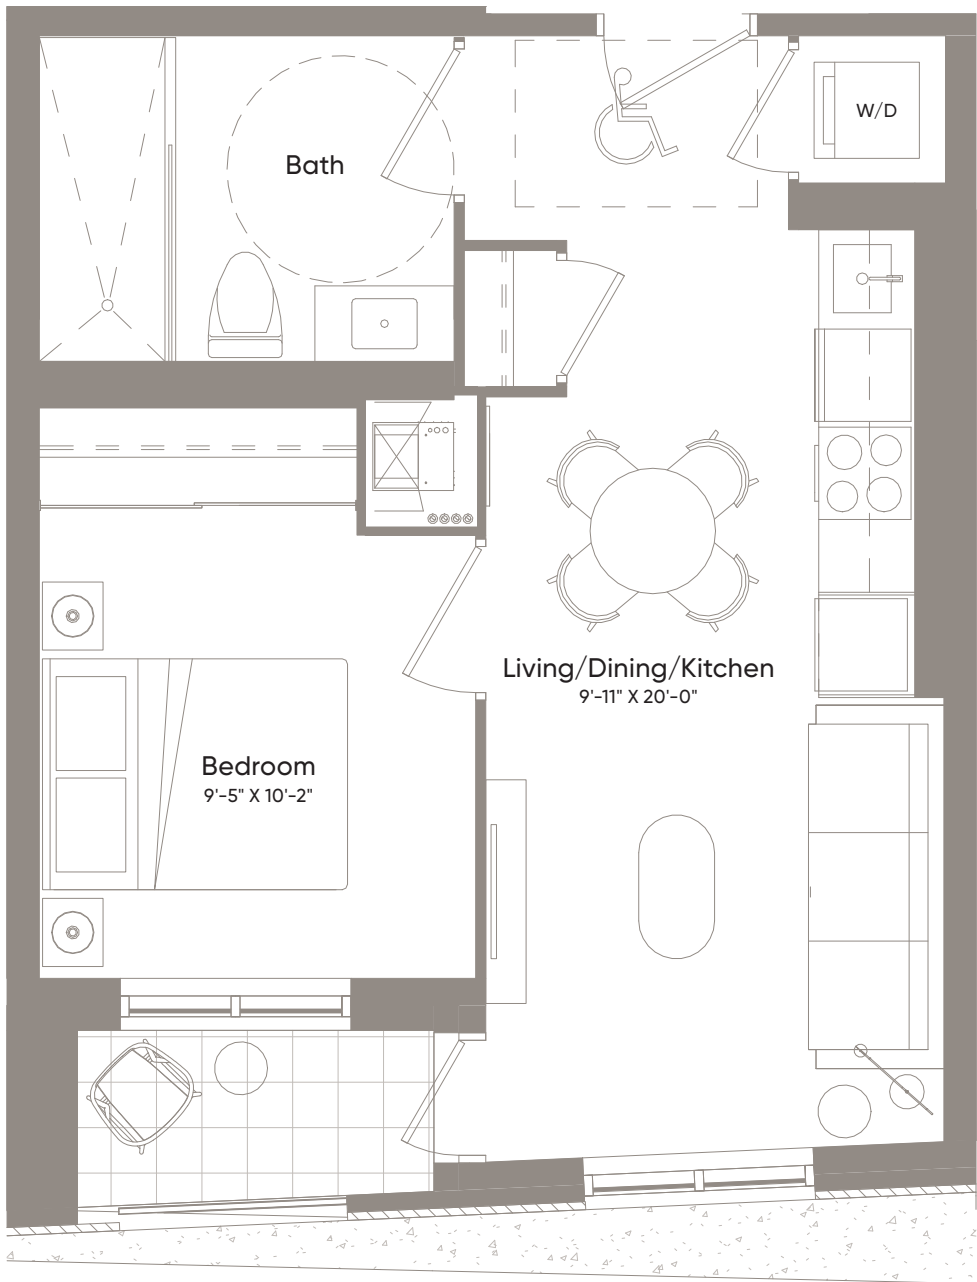 W/D
Bath
Living/Dining/Kitchen
9'-11" X 20'-0"
Bedroom
9'-5" X 10'-2"